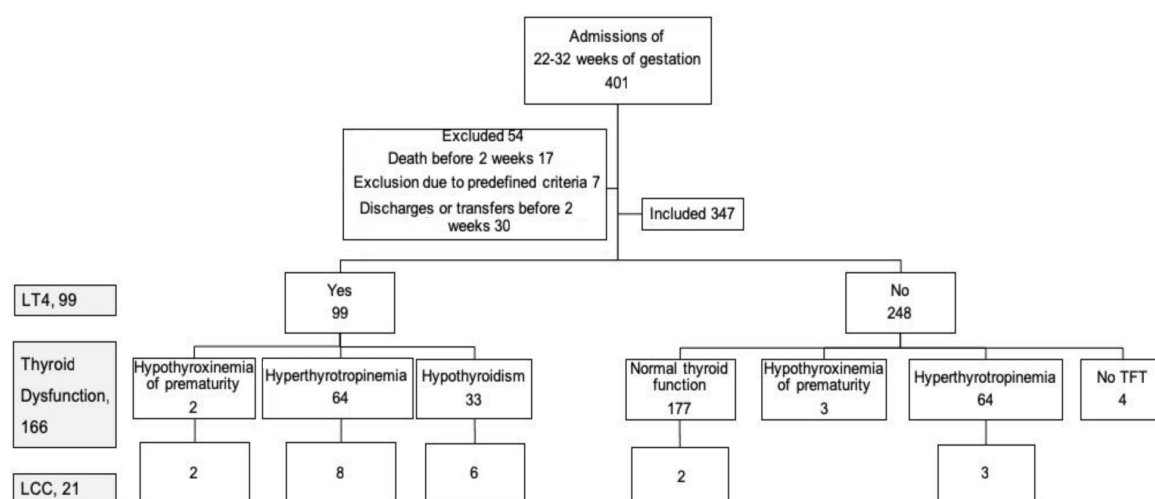 Admissions of
22-32 weeks of gestation
401
Excluded 54
Death before 2 weeks 17
Exclusion due to predefined criteria 7
Discharges or transfers before 2
weeks 30
Included 347
LT4, 99
Yes
99
No
248
Thyroid
Dysfunction,
166
Hypothyroxinemia
of prematurity
2
Hyperthyrotropinemia
64
Hypothyroidism
33
Normal thyroid
function
177
Hypothyroxinemia
of prematurity
3
Hyperthyrotropinemia
64
No TFT
4
LCC, 21
2
8
6
2
3